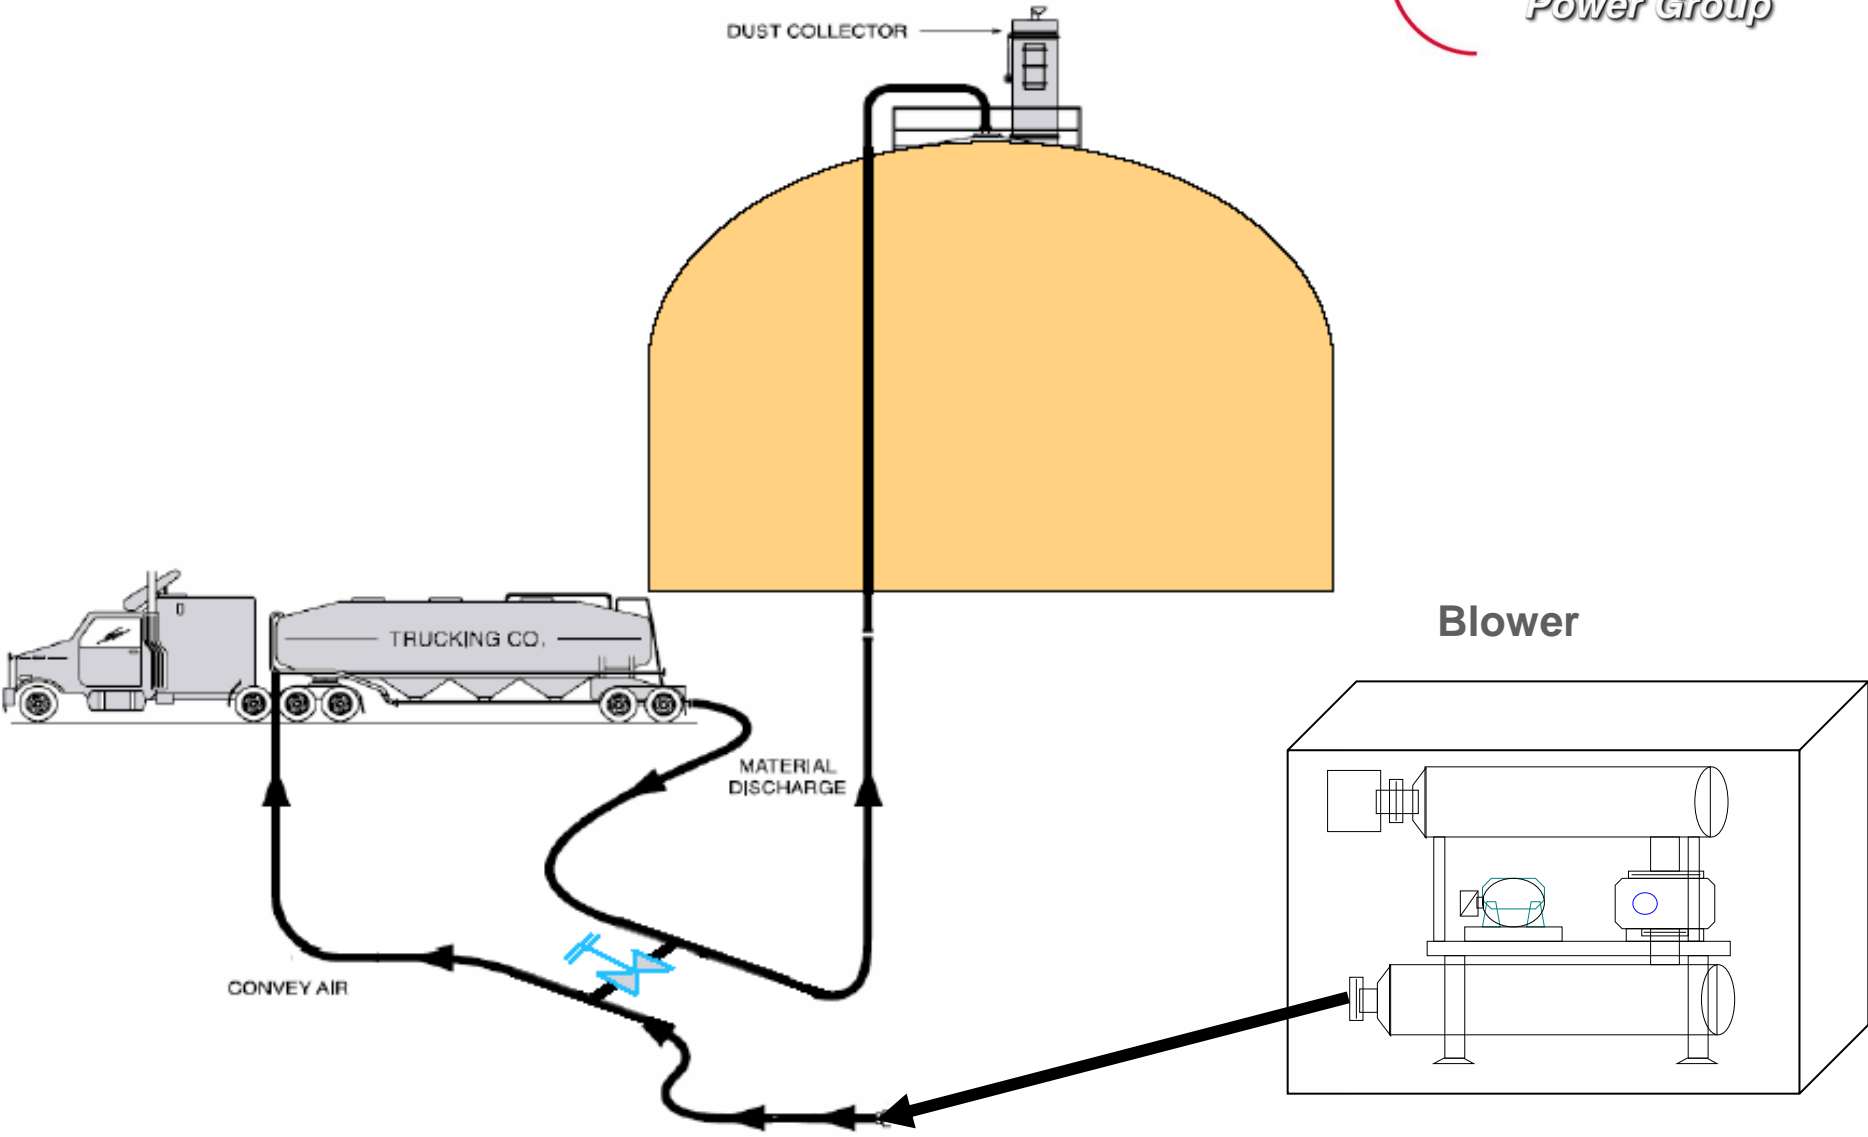 Power Group
DUST COLLECTOR
TRUCKING CO.
Blower
MATERIAL
DISCHARGE
CONVEY AIR